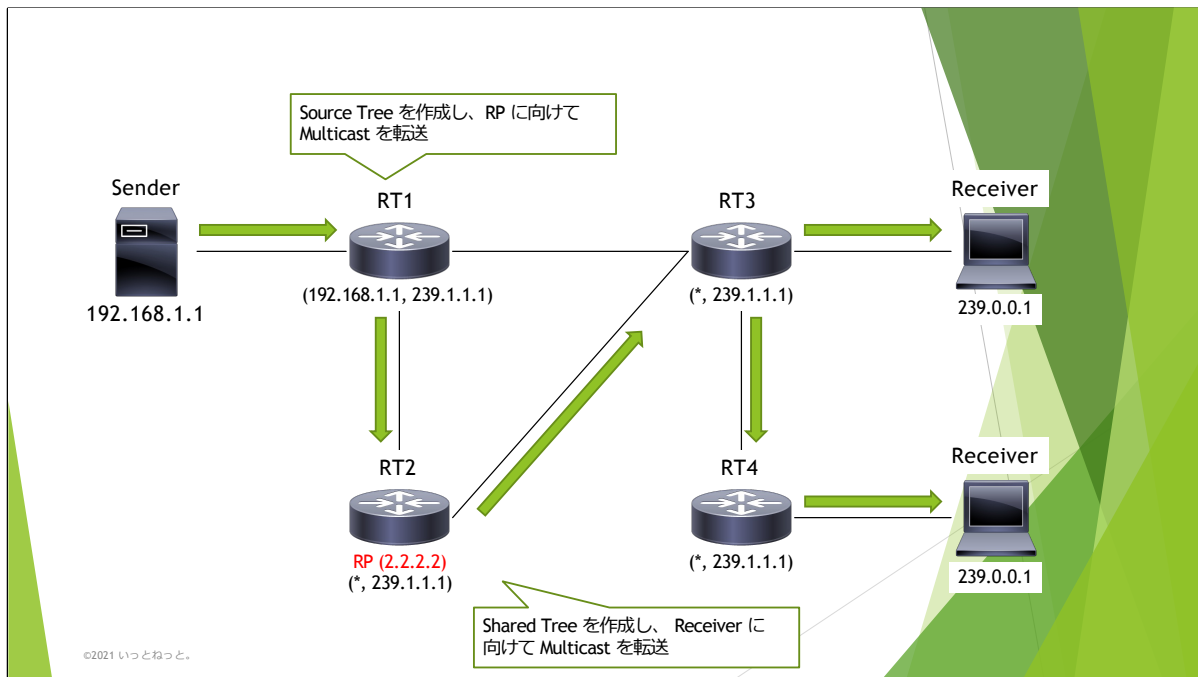 Source Tree を作成し、RP に向けて
Multicast を転送
Sender
RT1
RT3
Receiver
(192.168.1.1, 239.1.1.1)
(*, 239.1.1.1)
239.0.0.1
192.168.1.1
RT2
RT4
Receiver
RP (2.2.2.2)
(*, 239.1.1.1)
(*, 239.1.1.1)
239.0.0.1
Shared Tree を作成し、 Receiver に
向けて Multicast を転送
©2021 いっとねっと。